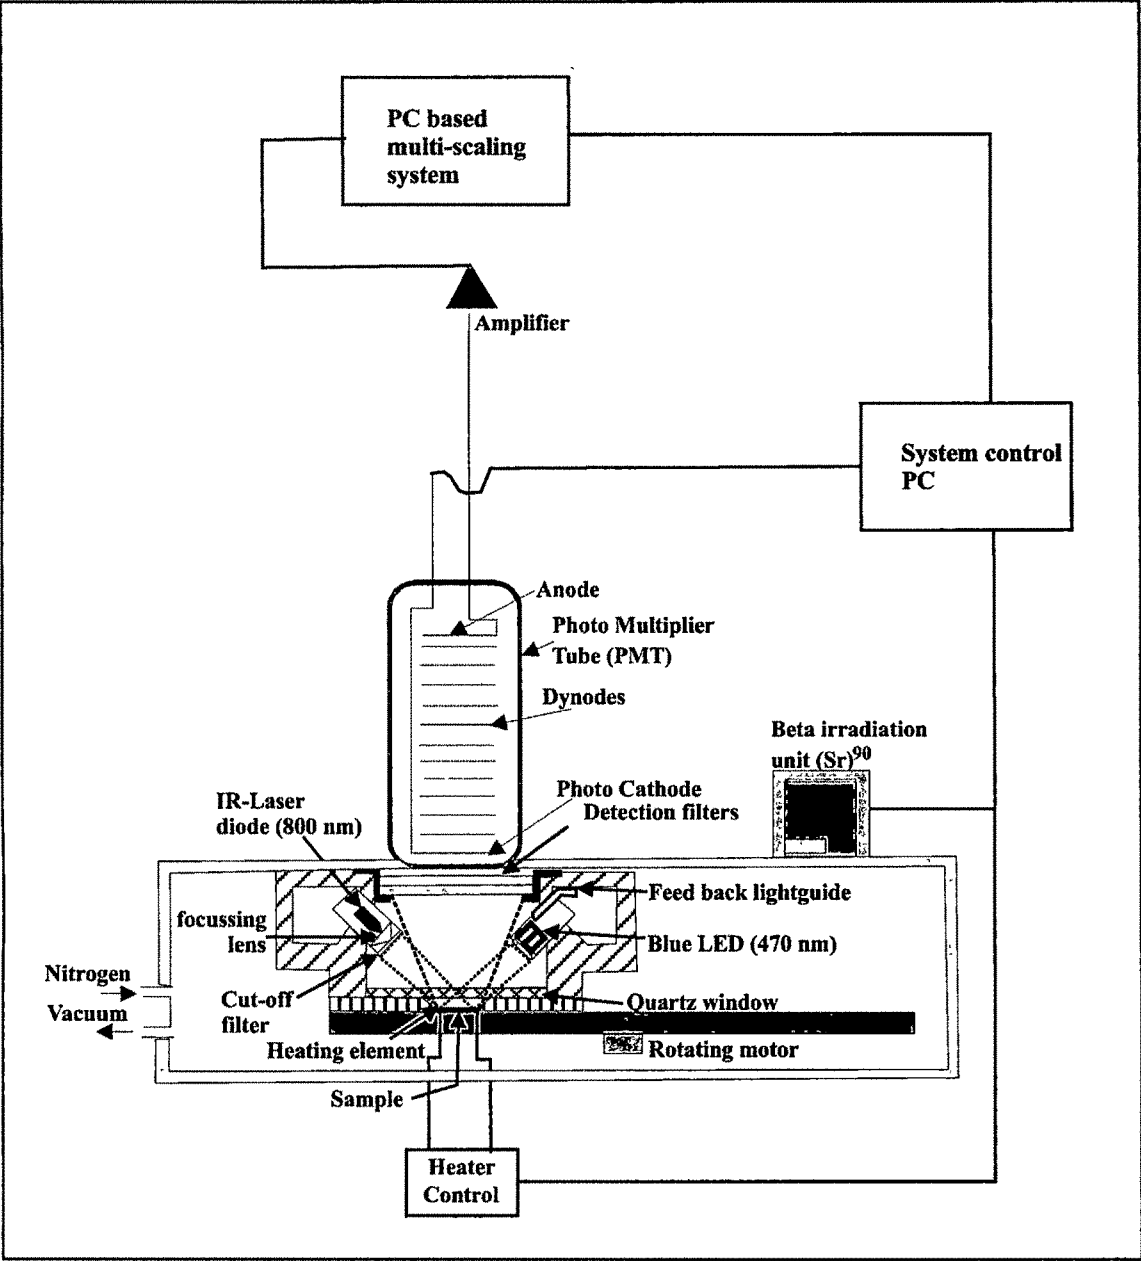 PC based
multi-scaling
system
Amplifier
System control
PC
Anode
Photo Multiplier
Tube (PMT)
Dynodes
Beta irradiation
unit (Sr)90
Photo Cathode
Detection filters
IR-Laser
diode (800 nm)
Feed back lightguide
focussing
lens
Blue LED (470 nm)
Nitrogen
Vacuum
Cut-off
filter
Quartz window
Heating element
Rotating motor
Sample
Heater
Control